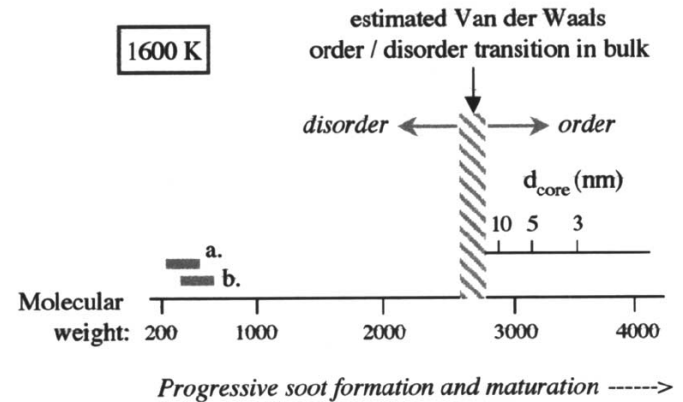 estimated Van der Waals
1600 K
order / disorder transition in bulk
disorder
order
dcore (nm)
10 5 3
a.
b.
Molecular
weight: 200 1000 2000 3000 4000
Progressive soot formation and maturation ------>